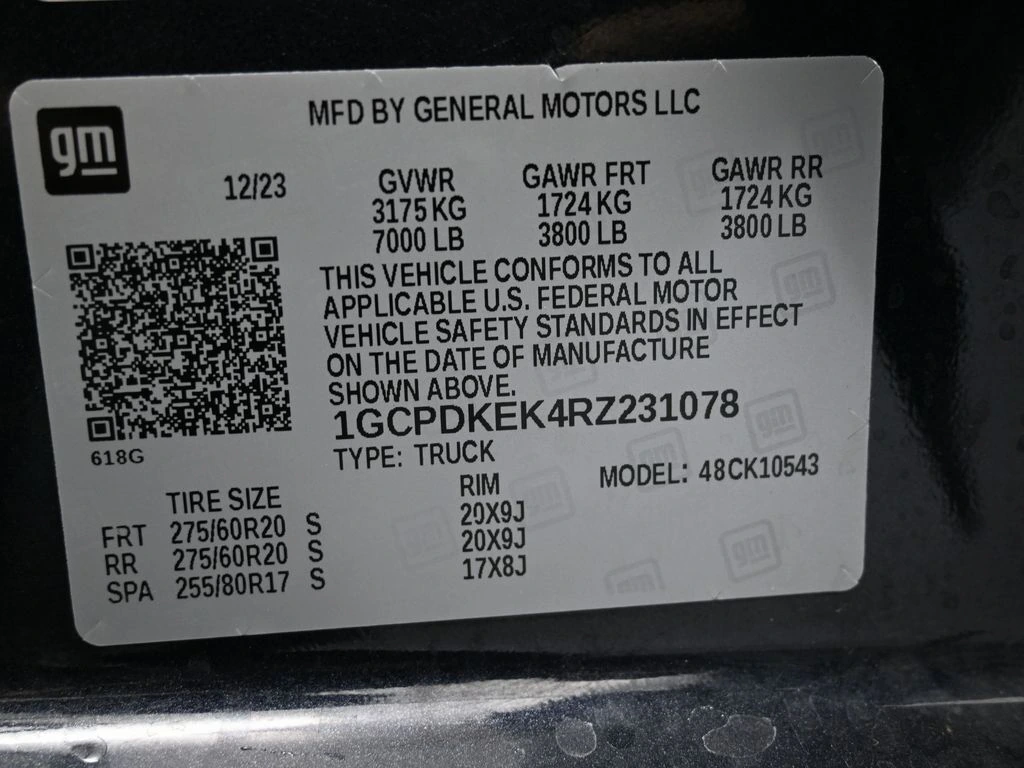 gm
MFD BY GENERAL MOTORS LLC
12/23
GVWR GAWR FRT GAWR RR
3175 KG 1724 KG 1724 KG
7000 LB 3800 LB 3800 LB
THIS VEHICLE CONFORMS TO ALL
APPLICABLE U.S. FEDERAL MOTOR
VEHICLE SAFETY STANDARDS IN EFFECT
ON THE DATE OF MANUFACTURE
SHOWN ABOVE.
1GCPDKEK4RZ231078
618G
TYPE: TRUCK
MODEL: 48CK10543
TIRE SIZE RIM
FRT 275/60R20 S 20X9J
RR 275/60R20 S 20X9J
SPA 255/80R17 S 17X8J